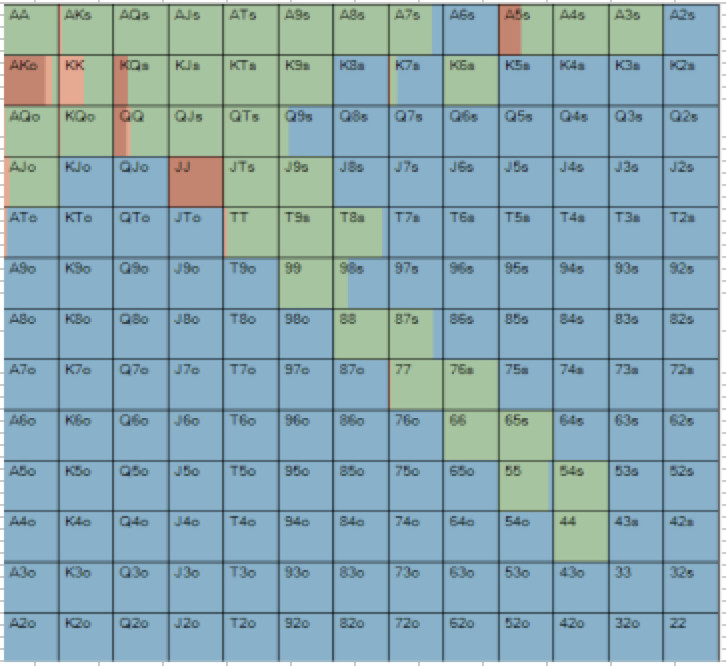 AA AKs AQs AJs ATs A9s A8s A7s A6s A5s A4s A3s A2s
AKo KK KQs KJs KTs K9s K8s K7s K6s K5s K4s K3s K2s
AQo KQo QQ QJs QTs Q9s Q8s Q7s Q6s Q5s Q4s Q3s Q2s
AJo KJo QJo JJ JTs J9s J8s J7s J6s J5s J4s J3s J2s
ATo KTo QTo JTo TT T9s T8s T7s T6s T5s T4s T3s T2s
A9o K9o Q9o J9o T9o 99 98s 97s 96s 95s 94s 93s 92s
A8o K8o Q8o J8o T8o 98o 88 87s 86s 85s 84s 83s 82s
A7o K7o Q7o J7o T7o 97o 87o 77 76s 75s 74s 73s 72s
A6o K6o Q6o J6o T6o 96o 86o 76o 66 65s 64s 63s 62s
A5o K5o Q5o J5o T5o 95o 85o 75o 65o 55 54s 53s 52s
A4o K4o Q4o J4o T4o 94o 84o 74o 64o 54o 44 43s 42s
A3o K3o Q3o J3o T3o 93o 83o 73o 63o 53o 43o 33 32s
A2o K2o Q2o J2o T2o 92o 82o 72o 62o 52o 42o 32o 22